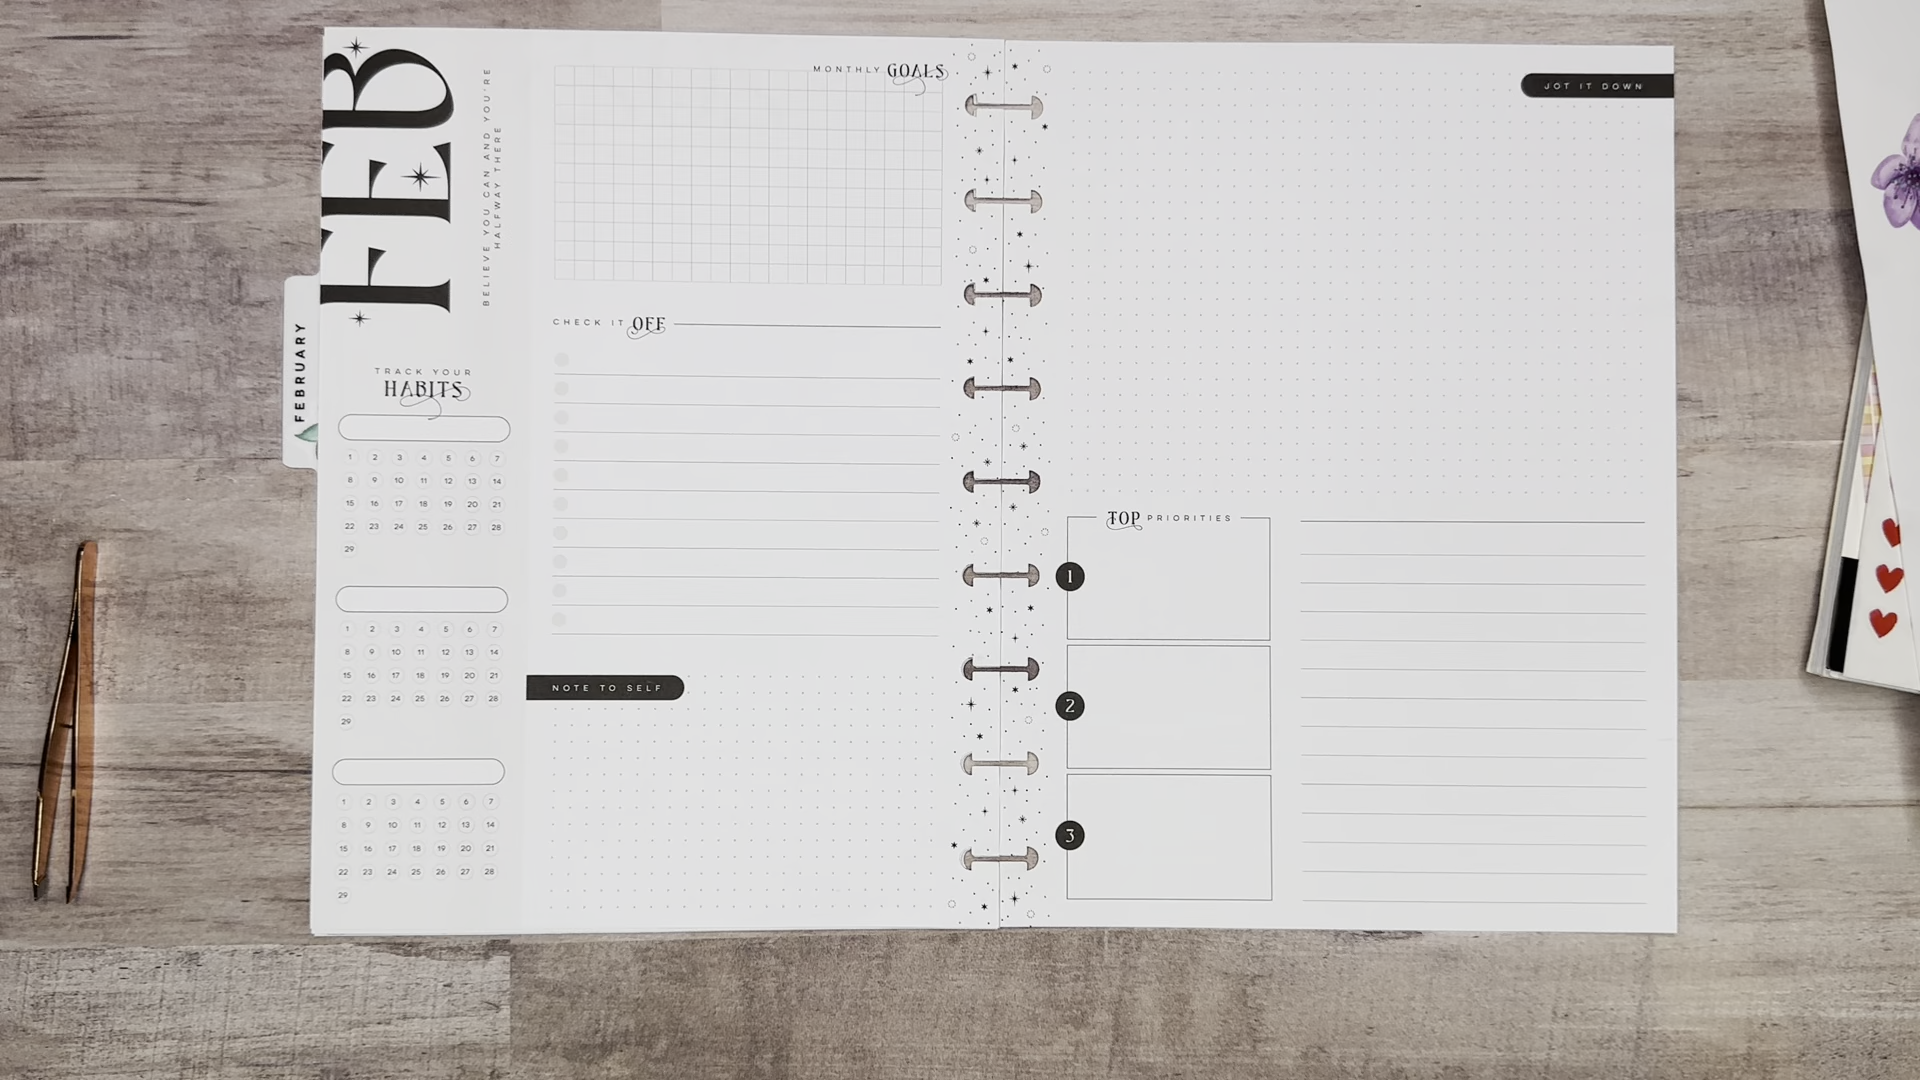 FEB
BELIEVE YOU CAN AND YOU'RE
HALFWAY THERE
FEBRUARY
TRACK YOUR
HABITS
1 2 3 4 5 6 7
8 9 10 11 12 13 14
15 16 17 18 19 20 21
22 23 24 25 26 27 28
29
1 2 3 4 5 6 7
8 9 10 11 12 13 14
15 16 17 18 19 20 21
22 23 24 25 26 27 28
29
1 2 3 4 5 6 7
8 9 10 11 12 13 14
15 16 17 18 19 20 21
22 23 24 25 26 27 28
29
MONTHLY GOALS
CHECK IT OFF
NOTE TO SELF
JOT IT DOWN
TOP PRIORITIES
1
2
3